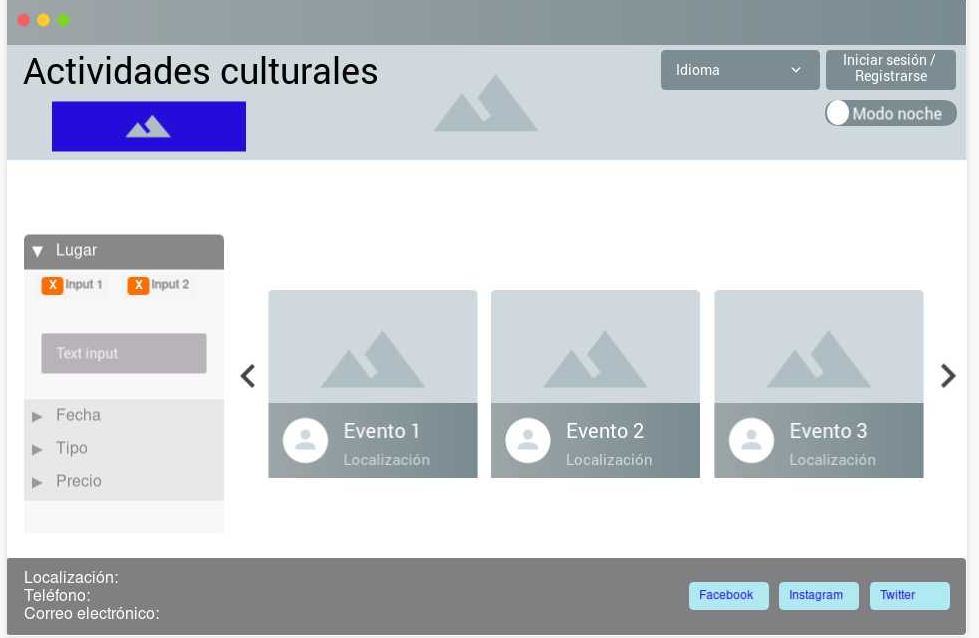 Actividades culturales
Idioma
Iniciar sesión /
Registrarse
Modo noche
▼ Lugar
X Input 1 X Input 2
Text input
▶ Fecha
▶ Tipo
▶ Precio
Evento 1
Localización
Evento 2
Localización
Evento 3
Localización
Localización:
Teléfono:
Correo electrónico:
Facebook Instagram Twitter